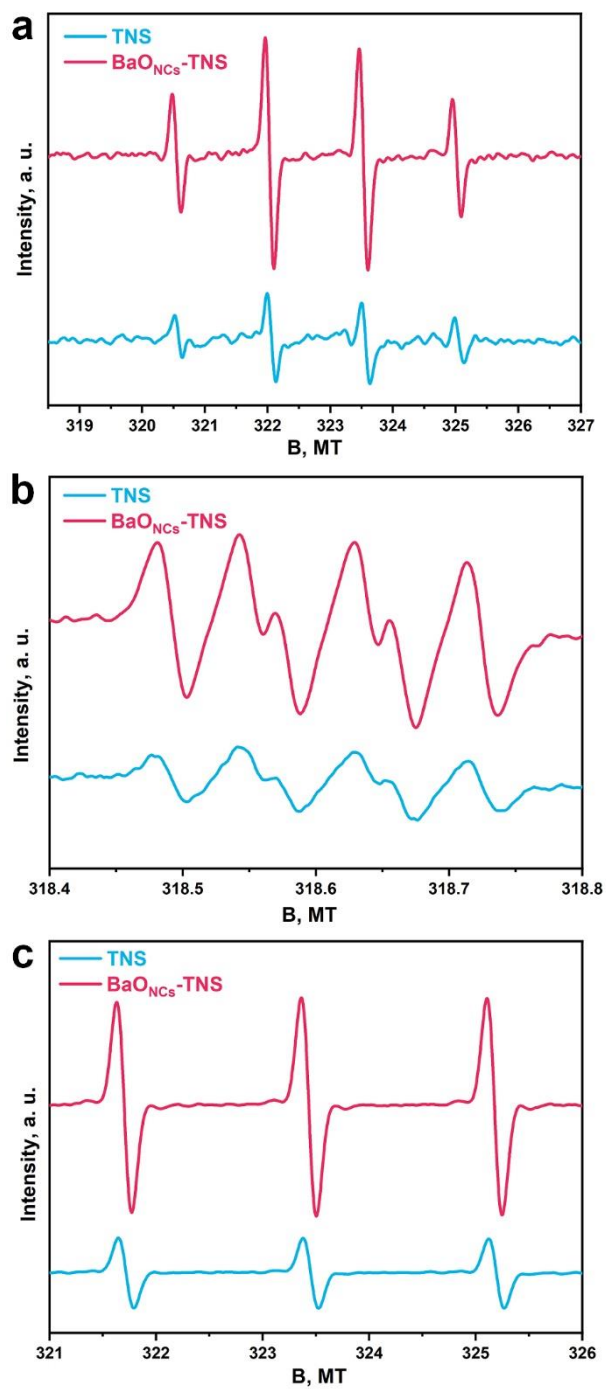 a
TNS
BaONCs-TNS
Intensity, a. u.
319 320 321 322 323 324 325 326 327
B, MT
b
TNS
BaONCs-TNS
Intensity, a. u.
318.4 318.5 318.6 318.7 318.8
B, MT
c
TNS
BaONCs-TNS
Intensity, a. u.
321 322 323 324 325 326
B, MT